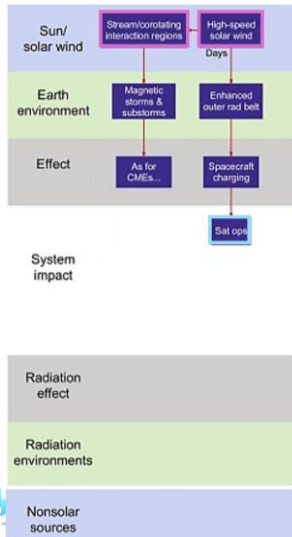 Sun/
solar wind
Stream/corotating
interaction regions
High-speed
solar wind
Days
Earth
environment
Magnetic
storms &
substorms
Enhanced
outer rad belt
Effect
As for
CMEs...
Spacecraft
charging
Sat ops
System
impact
Radiation
effect
Radiation
environments
Nonsolar
sources